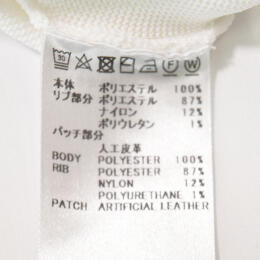 30
F W
本体 ポリエステル 100%
リブ部分 ポリエステル 87%
ナイロン 12%
ポリウレタン 1%
パッチ部分
人工皮革
BODY POLYESTER 100%
RIB POLYESTER 87%
NYLON 12%
POLYURETHANE 1%
PATCH ARTIFICIAL LEATHER